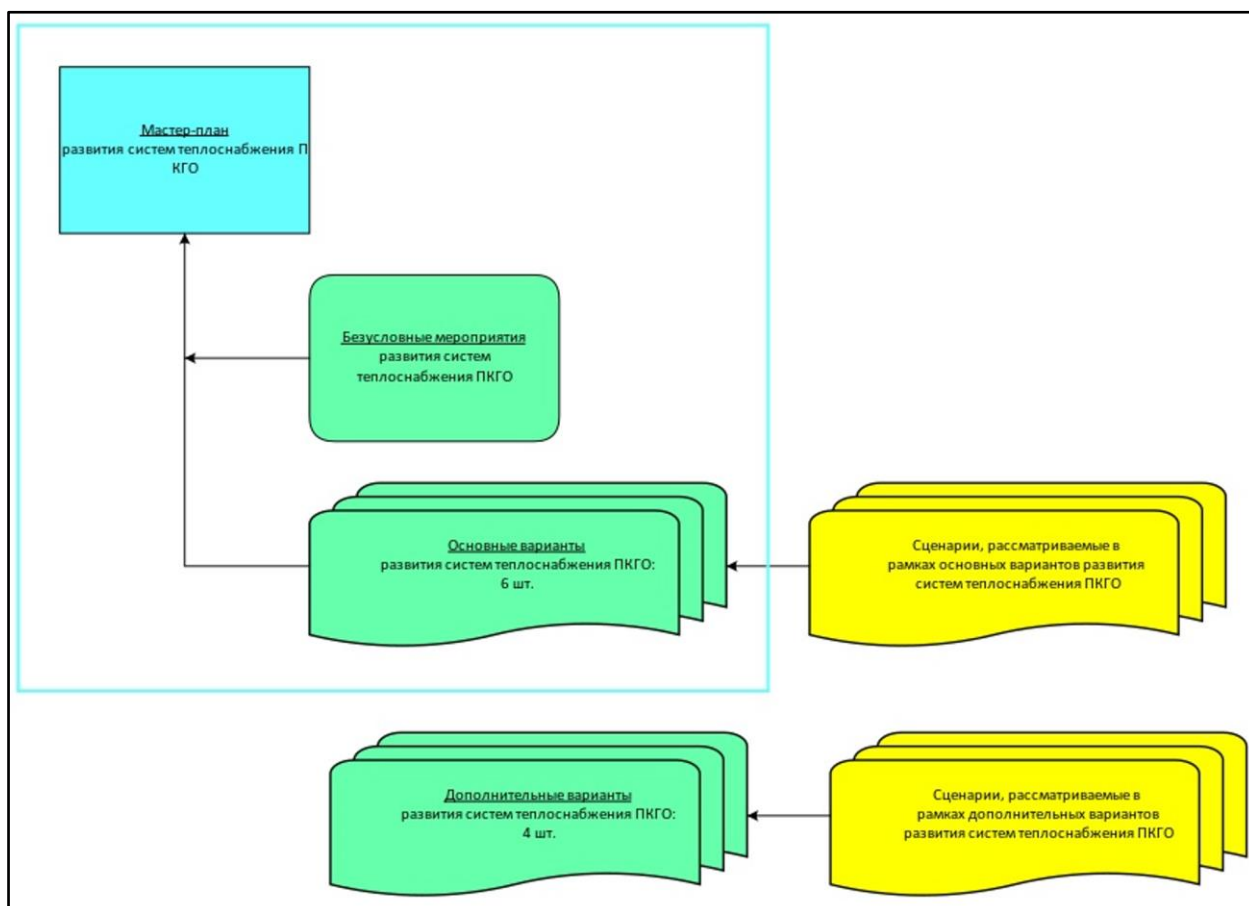 Мастер-план
развития систем теплоснабжения П
КГО
Безусловные мероприятия
развития систем
теплоснабжения ПКГО
Основные варианты
развития систем теплоснабжения ПКГО:
6 шт.
Сценарии, рассматриваемые в
рамках основных вариантов развития
систем теплоснабжения ПКГО
Дополнительные варианты
развития систем теплоснабжения ПКГО:
4 шт.
Сценарии, рассматриваемые в
рамках дополнительных вариантов
развития систем теплоснабжения ПКГО